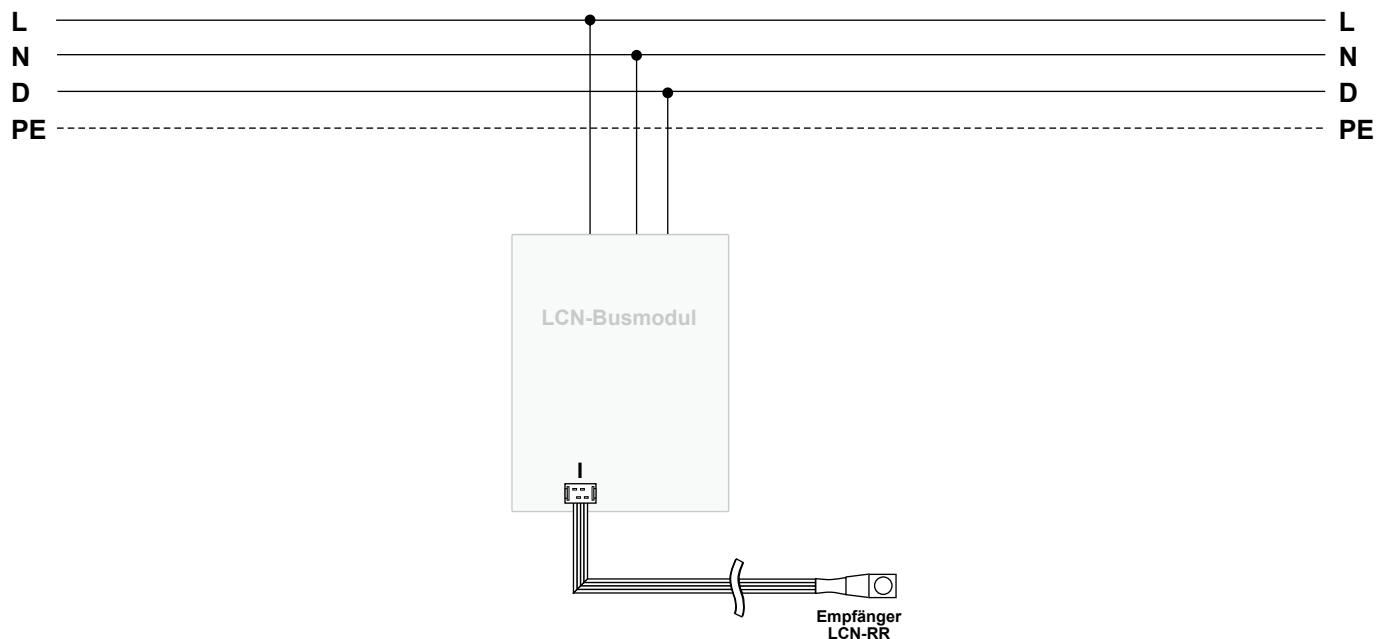 L L
N N
D D
PE PE
LCN-Busmodul
I
Empfänger
LCN-RR